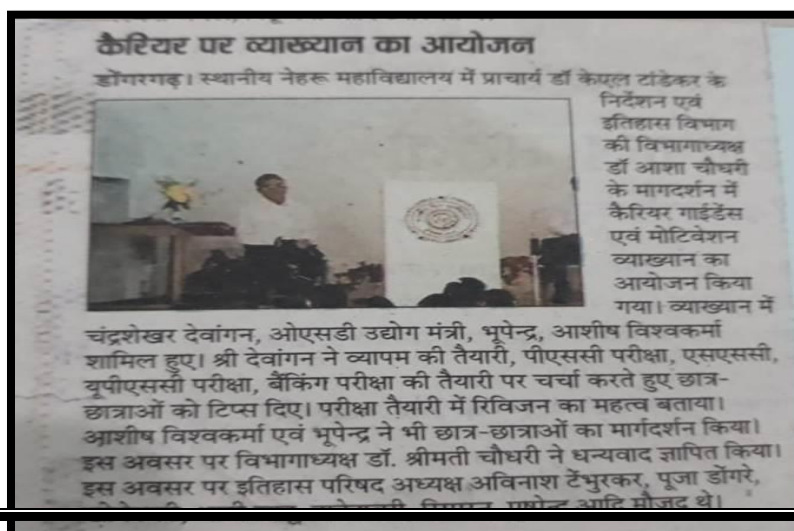 कैरियर पर व्याख्यान का आयोजन
डोंगरगढ़। स्थानीय नेहरू महाविद्यालय में प्राचार्य डॉ केएल टांडेकर के
निर्देशन एवं
इतिहास विभाग
की विभागाध्यक्ष
डॉ आशा चौधरी
के मागदर्शन में
कैरियर गाईडेंस
एवं मोटिवेशन
व्याख्यान का
आयोजन किया
गया। व्याख्यान में
चंद्रशेखर देवांगन, ओएसडी उद्योग मंत्री, भूपेन्द्र, आशीष विश्वकर्मा
शामिल हुए। श्री देवांगन ने व्यापम की तैयारी, पीएससी परीक्षा, एसएससी,
यूपीएससी परीक्षा, बैंकिंग परीक्षा की तैयारी पर चर्चा करते हुए छात्र-
छात्राओं को टिप्स दिए। परीक्षा तैयारी में रिविजन का महत्व बताया।
आशीष विश्वकर्मा एवं भूपेन्द्र ने भी छात्र-छात्राओं का मार्गदर्शन किया।
इस अवसर पर विभागाध्यक्ष डॉ. श्रीमती चौधरी ने धन्यवाद ज्ञापित किया।
इस अवसर पर इतिहास परिषद अध्यक्ष अविनाश टेंभुरकर, पूजा डोंगरे,
आदि मौजूद थे।